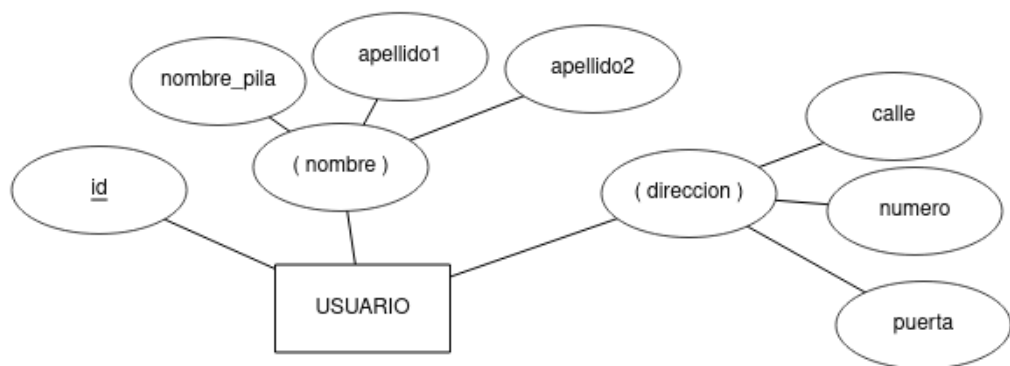 apellido1
apellido2
nombre_pila
calle
( nombre )
id
( direccion )
numero
USUARIO
puerta